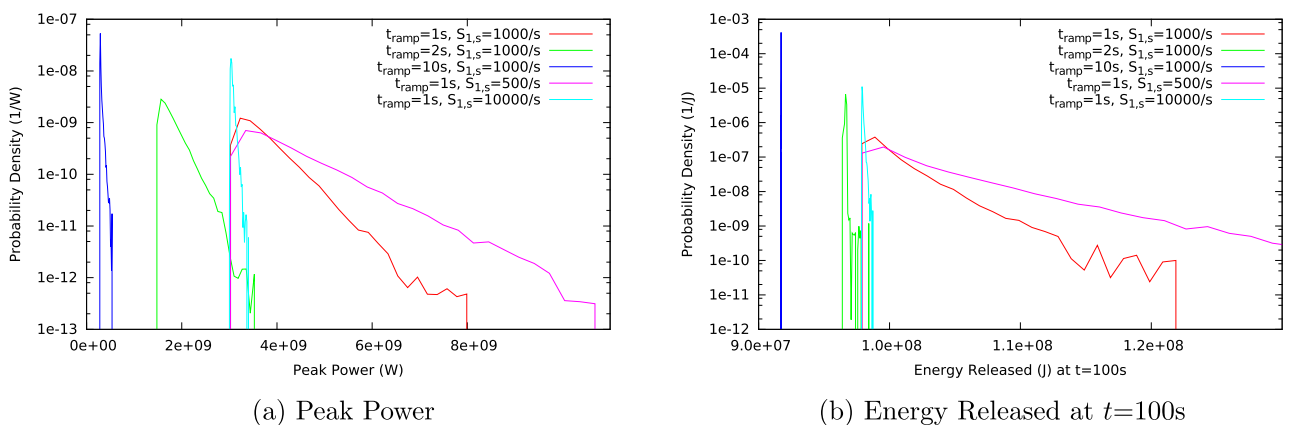 1e-07
1e-08
1e-09
1e-10
1e-11
1e-12
1e-13
Probability Density (1/W)
t_ramp=1s, S_1,s=1000/s
t_ramp=2s, S_1,s=1000/s
t_ramp=10s, S_1,s=1000/s
t_ramp=1s, S_1,s=500/s
t_ramp=1s, S_1,s=10000/s
0e+00 2e+09 4e+09 6e+09 8e+09
Peak Power (W)
(a) Peak Power
1e-03
1e-04
1e-05
1e-06
1e-07
1e-08
1e-09
1e-10
1e-11
1e-12
Probability Density (1/J)
t_ramp=1s, S_1,s=1000/s
t_ramp=2s, S_1,s=1000/s
t_ramp=10s, S_1,s=1000/s
t_ramp=1s, S_1,s=500/s
t_ramp=1s, S_1,s=10000/s
9.0e+07 1.0e+08 1.1e+08 1.2e+08
Energy Released (J) at t=100s
(b) Energy Released at t=100s